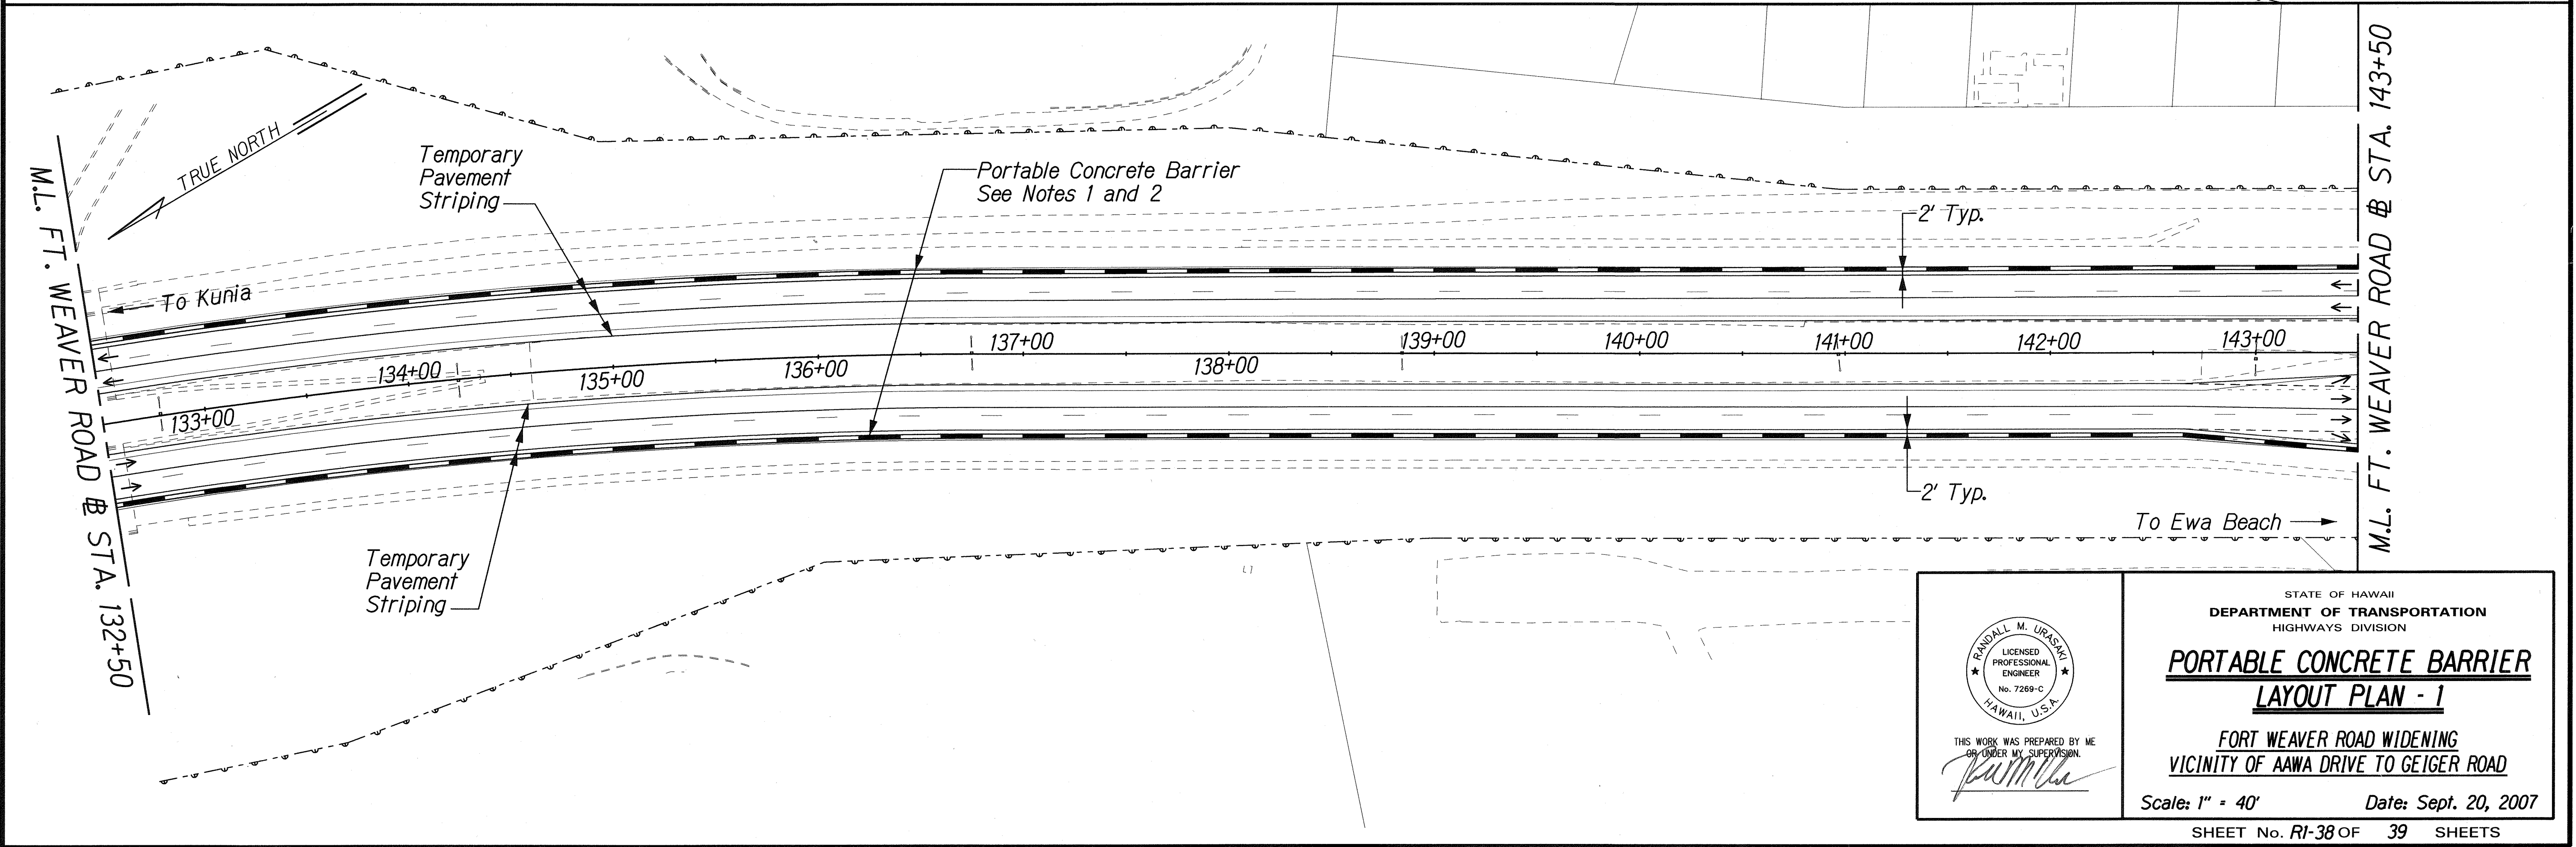 TRUE NORTH
M.L. FT. WEAVER ROAD B STA. 132+50
To Kunia
Temporary
Pavement
Striping
Portable Concrete Barrier
See Notes 1 and 2
2' Typ.
133+00
134+00
135+00
136+00
137+00
138+00
139+00
140+00
141+00
142+00
143+00
Temporary
Pavement
Striping
2' Typ.
To Ewa Beach
M.L. FT. WEAVER ROAD B STA. 143+50
RANDALL M. URASAKI
LICENSED
PROFESSIONAL
ENGINEER
No. 7269-C
HAWAII, U.S.A.
THIS WORK WAS PREPARED BY ME
OR UNDER MY SUPERVISION.
STATE OF HAWAII
DEPARTMENT OF TRANSPORTATION
HIGHWAYS DIVISION
PORTABLE CONCRETE BARRIER
LAYOUT PLAN - 1
FORT WEAVER ROAD WIDENING
VICINITY OF AAWA DRIVE TO GEIGER ROAD
Scale: 1" = 40' Date: Sept. 20, 2007
SHEET No. R1-38 OF 39 SHEETS